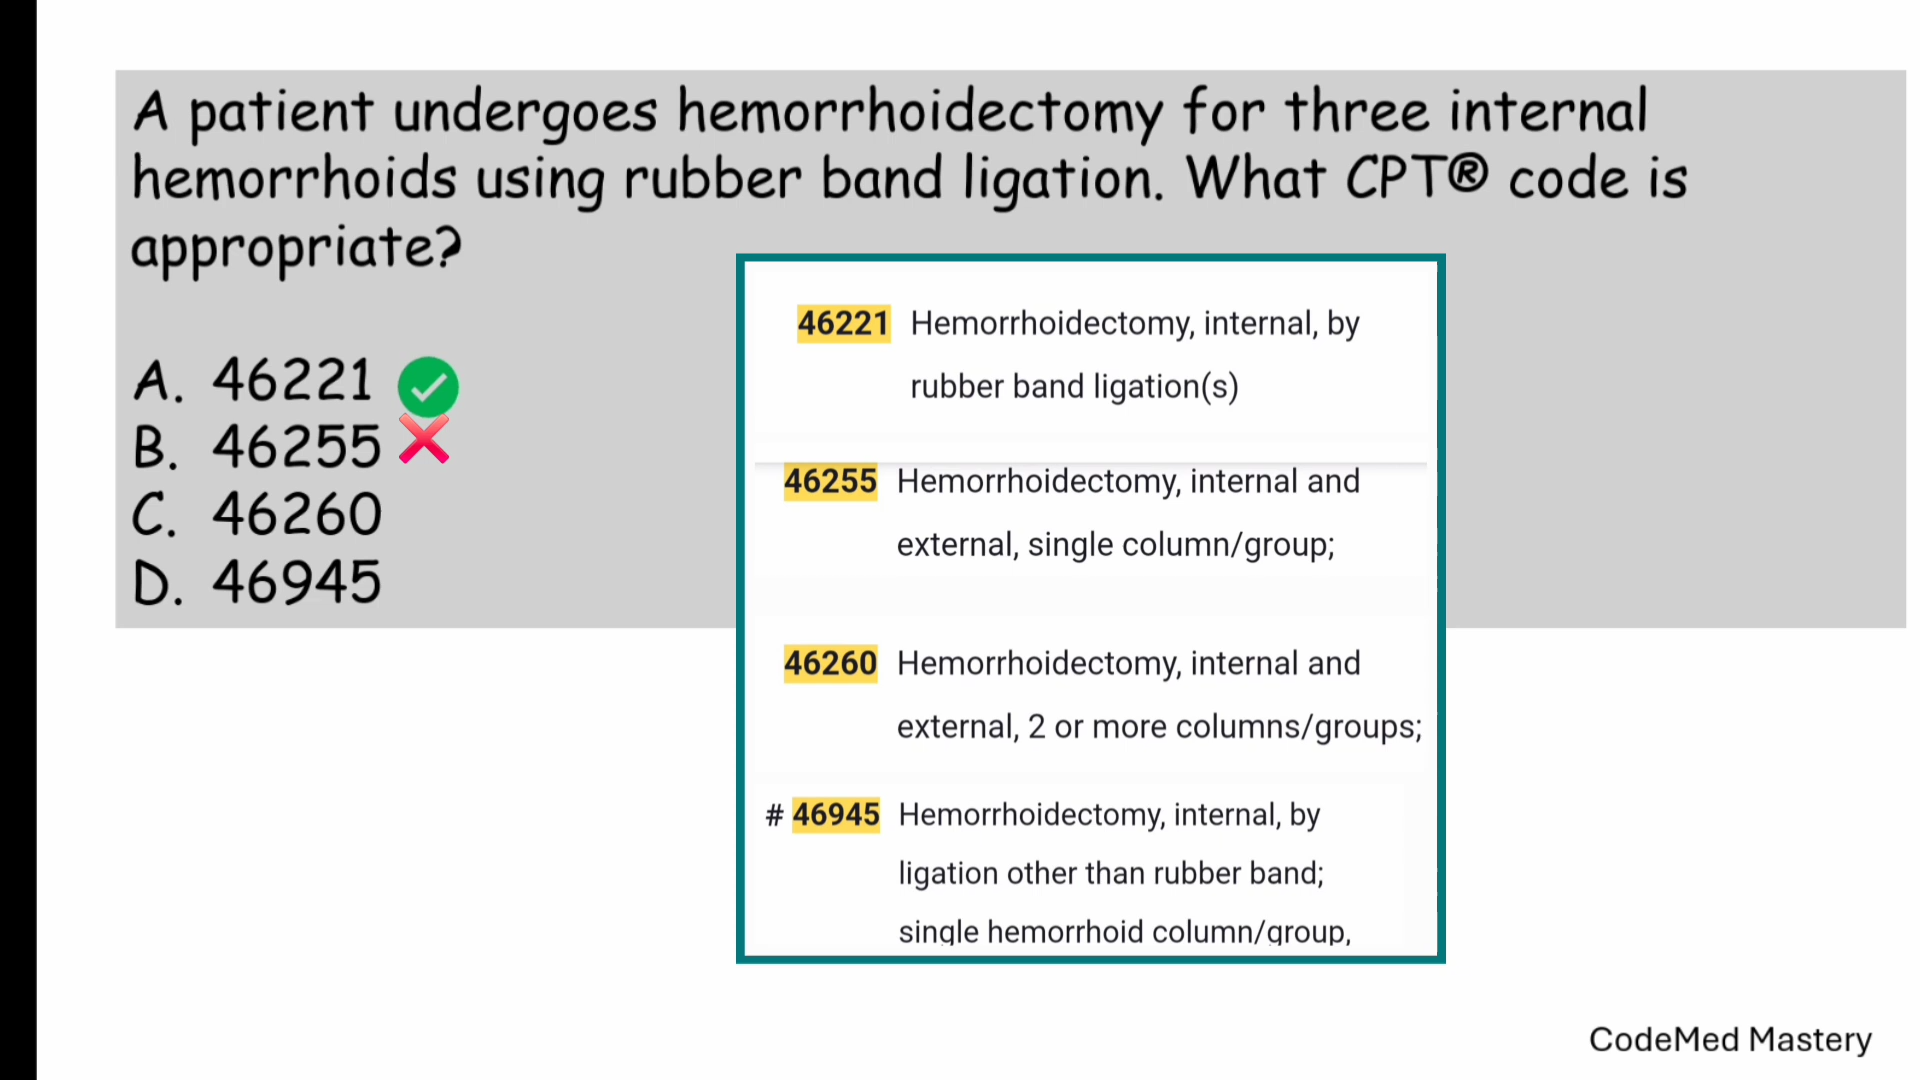 A patient undergoes hemorrhoidectomy for three internal
hemorrhoids using rubber band ligation. What CPT® code is
appropriate?
A. 46221
B. 46255
C. 46260
D. 46945
46221 Hemorrhoidectomy, internal, by
rubber band ligation(s)
46255 Hemorrhoidectomy, internal and
external, single column/group;
46260 Hemorrhoidectomy, internal and
external, 2 or more columns/groups;
# 46945 Hemorrhoidectomy, internal, by
ligation other than rubber band;
single hemorrhoid column/group,
CodeMed Mastery